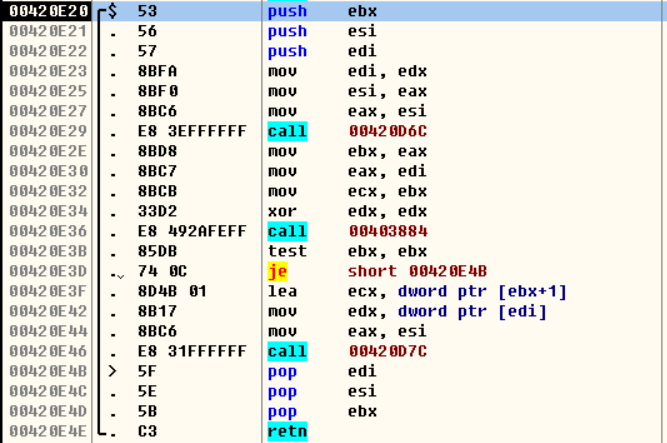 00420E20 $ 53 push ebx
00420E21 . 56 push esi
00420E22 . 57 push edi
00420E23 . 8BFA mov edi, edx
00420E25 . 8BF0 mov esi, eax
00420E27 . 8BC6 mov eax, esi
00420E29 . E8 3EFFFFFF call 00420D6C
00420E2E . 8BD8 mov ebx, eax
00420E30 . 8BC7 mov eax, edi
00420E32 . 8BCB mov ecx, ebx
00420E34 . 33D2 xor edx, edx
00420E36 . E8 492AFEFF call 00403884
00420E3B . 85DB test ebx, ebx
00420E3D .v 74 0C je short 00420E4B
00420E3F . 8D4B 01 lea ecx, dword ptr [ebx+1]
00420E42 . 8B17 mov edx, dword ptr [edi]
00420E44 . 8BC6 mov eax, esi
00420E46 . E8 31FFFFFF call 00420D7C
00420E4B > 5F pop edi
00420E4C . 5E pop esi
00420E4D . 5B pop ebx
00420E4E . C3 retn